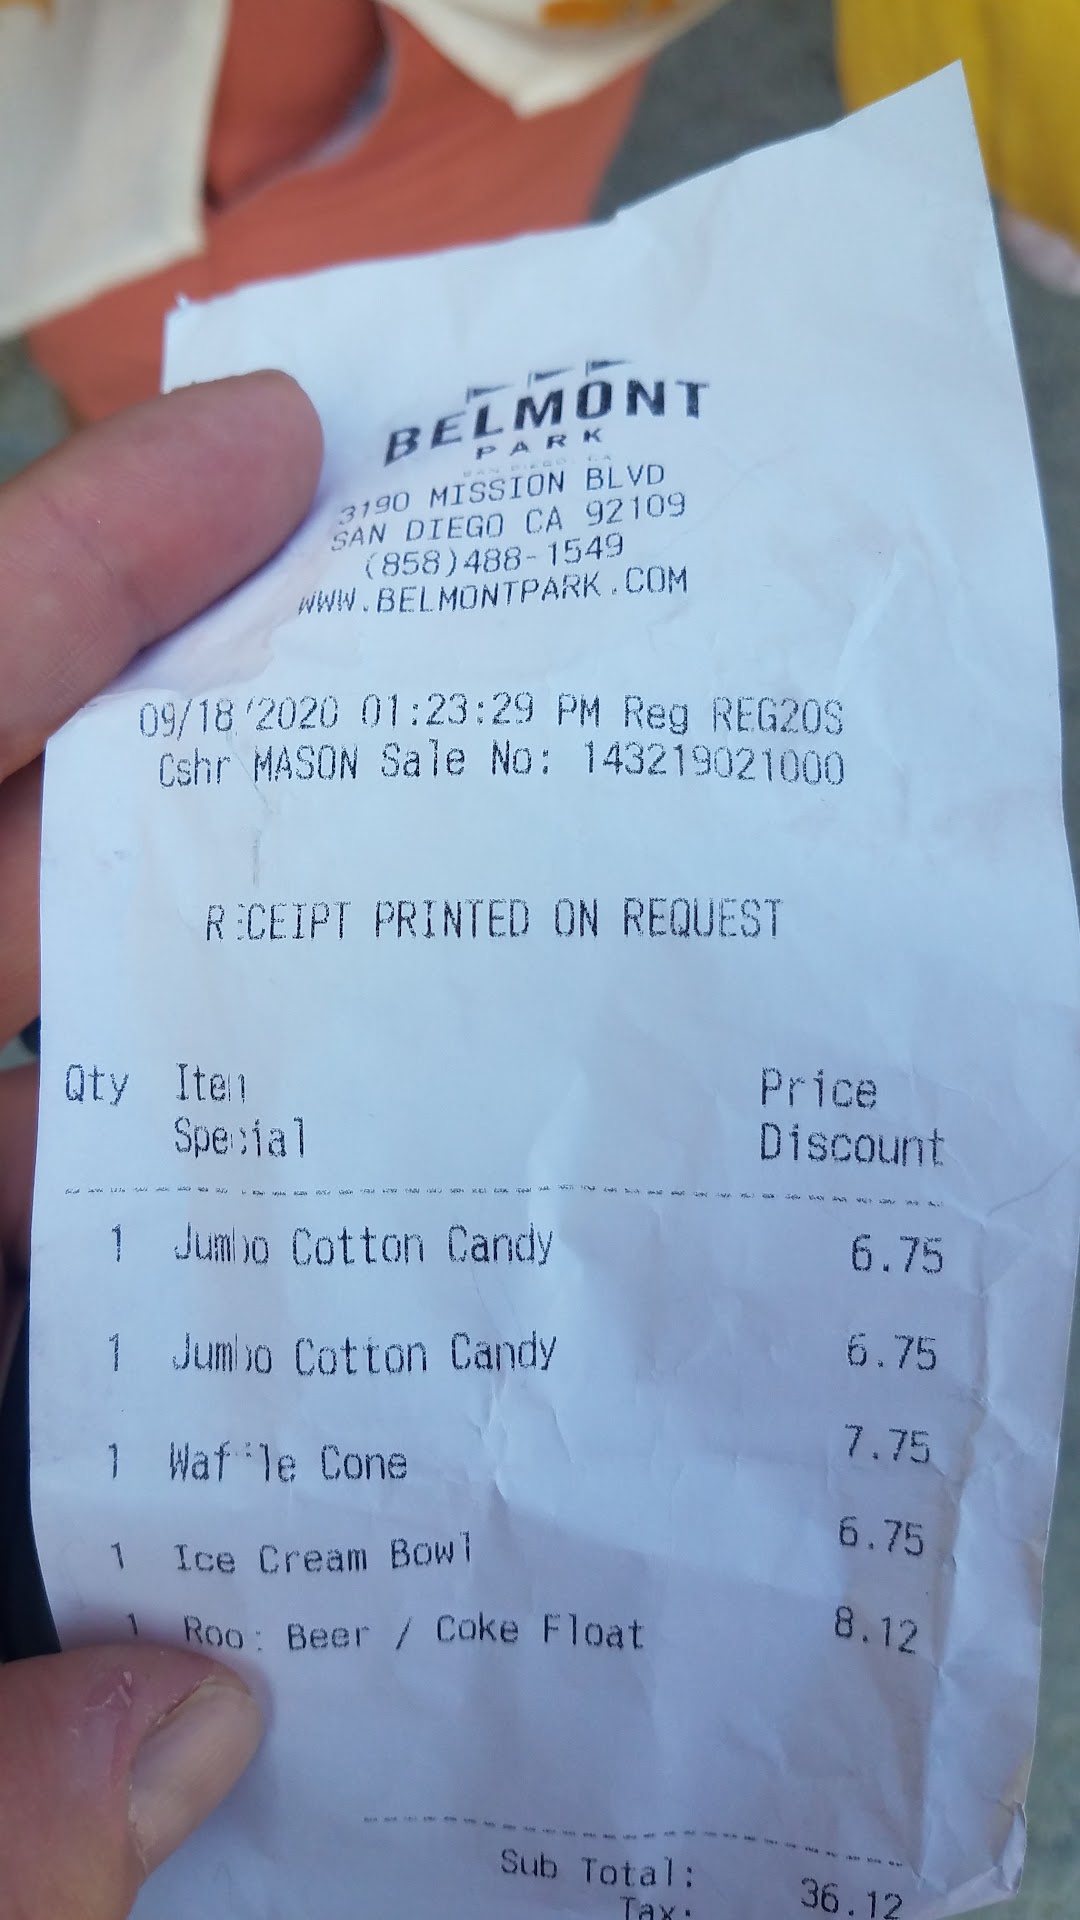 BELMONT
PARK
SAN DIEGO, CA
3190 MISSION BLVD
SAN DIEGO CA 92109
(858)488-1549
WWW.BELMONTPARK.COM
09/18/2020 01:23:29 PM Reg REG20S
Cshr MASON Sale No: 143219021000
RECEIPT PRINTED ON REQUEST
Qty Item Price
Special Discount
1 Jumbo Cotton Candy 6.75
1 Jumbo Cotton Candy 6.75
1 Waffle Cone 7.75
1 Ice Cream Bowl 6.75
1 Root Beer / Coke Float 8.12
Sub Total: 36.12
Tax: